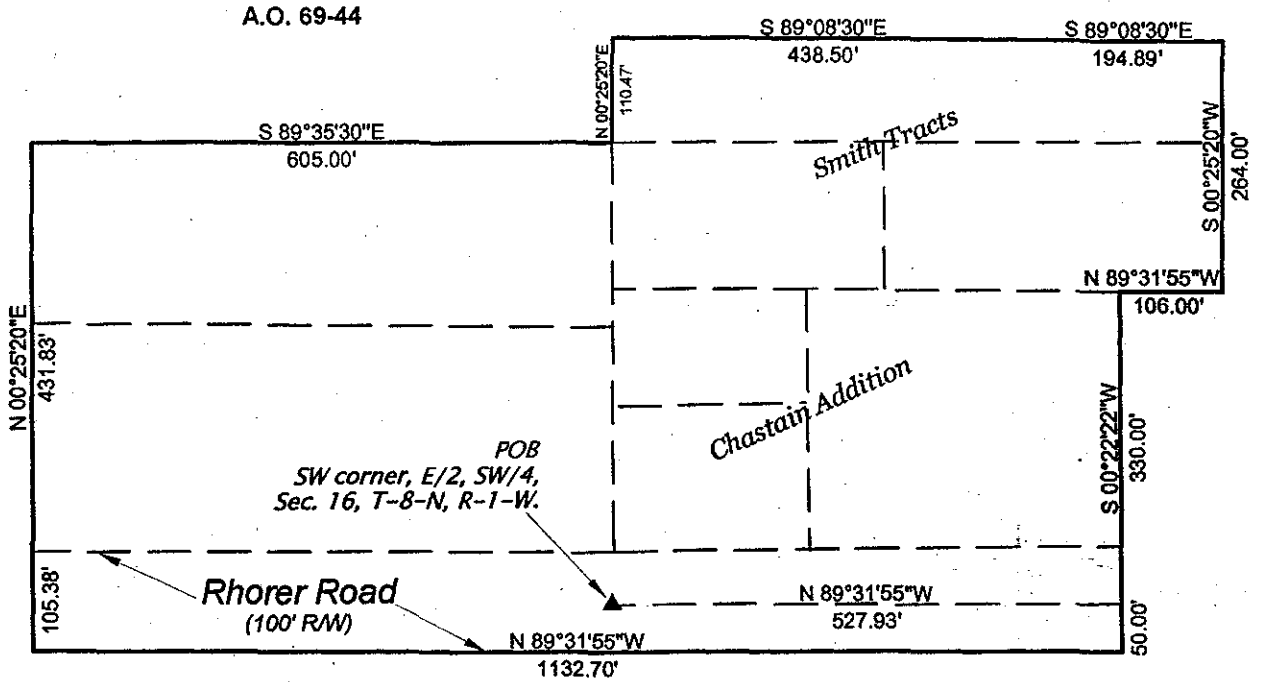 A.O. 69-44
S 89°08'30"E
438.50'
S 89°08'30"E
194.89'
N 00°25'20"E
110.47'
S 89°35'30"E
605.00'
Smith Tracts
S 00°25'20"W
264.00'
N 89°31'55"W
106.00'
N 00°25'20"E
431.83'
Chastain Addition
S 00°22'22"W
330.00'
POB
SW corner, E/2, SW/4,
Sec. 16, T-8-N, R-1-W.
105.38'
Rhorer Road
(100' R/W)
N 89°31'55"W
527.93'
50.00'
N 89°31'55"W
1132.70'